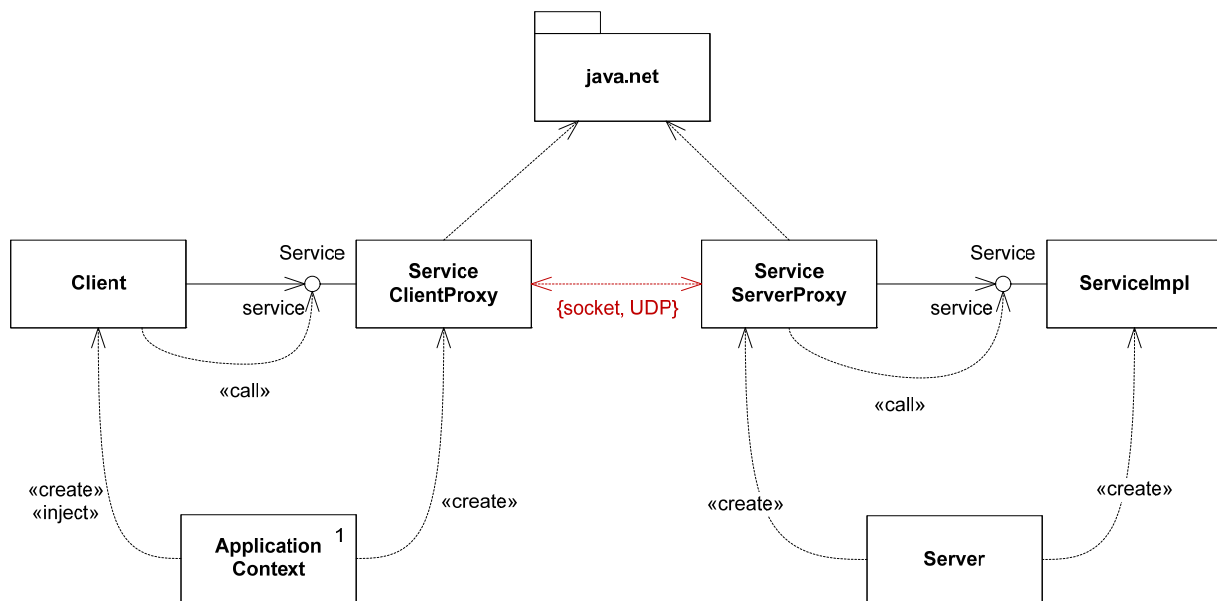 java.net
Service
Service
Client
Service
ClientProxy
Service
ServerProxy
ServiceImpl
service
{socket, UDP}
service
«call»
«call»
«create»
«inject»
«create»
«create»
«create»
Application
Context
1
Server